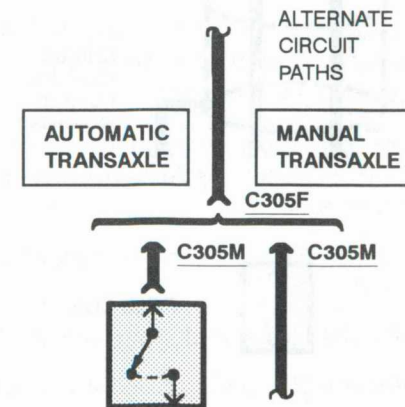 ALTERNATE
CIRCUIT
PATHS
AUTOMATIC
TRANSAXLE
MANUAL
TRANSAXLE
C305F
C305M
C305M